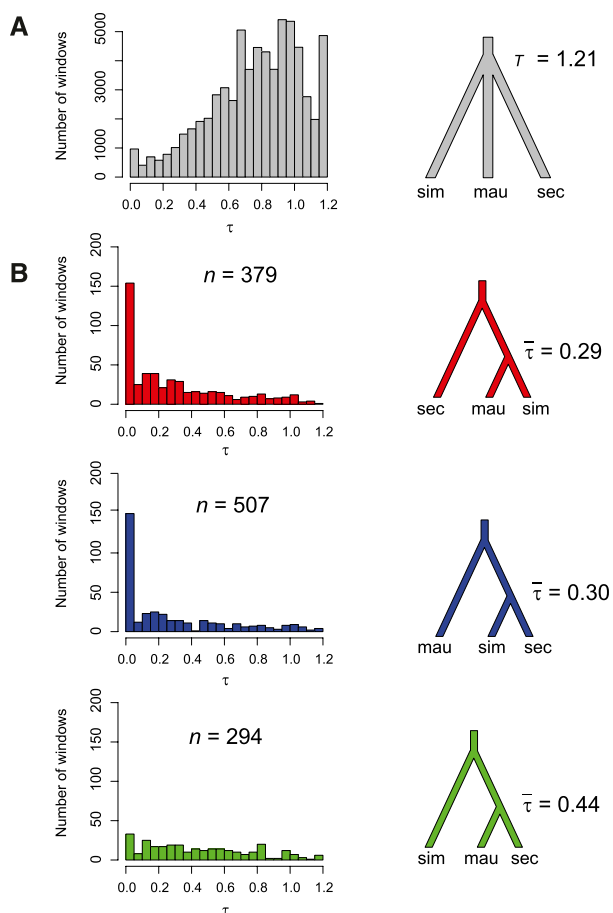 A
Number of windows
5000
3000
1000
0
0.0 0.2 0.4 0.6 0.8 1.0 1.2
τ
τ = 1.21
sim mau sec
B
Number of windows
200
150
100
50
0
n = 379
0.0 0.2 0.4 0.6 0.8 1.0 1.2
τ
τ̅ = 0.29
sec mau sim
Number of windows
200
150
100
50
0
n = 507
0.0 0.2 0.4 0.6 0.8 1.0 1.2
τ
τ̅ = 0.30
mau sim sec
Number of windows
200
150
100
50
0
n = 294
0.0 0.2 0.4 0.6 0.8 1.0 1.2
τ
τ̅ = 0.44
sim mau sec